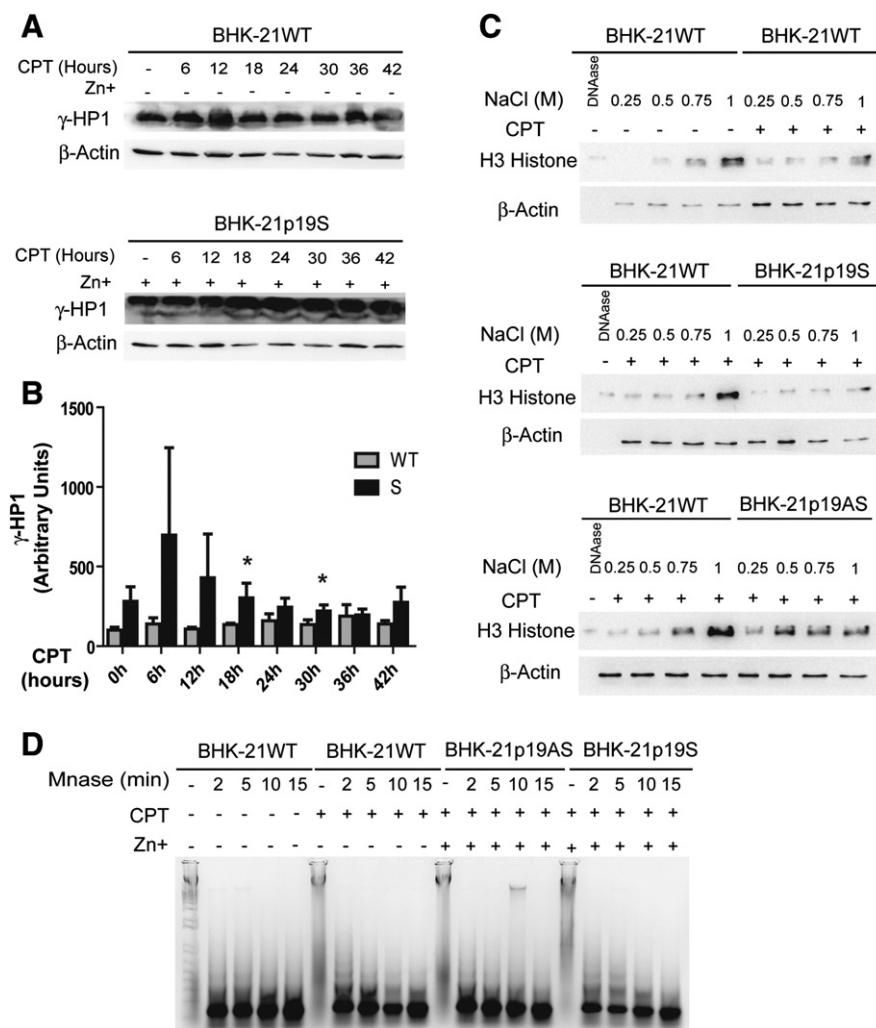 A
BHK-21WT
CPT (Hours) - 6 12 18 24 30 36 42
Zn+ - - - - - - - -
γ-HP1
β-Actin
BHK-21p19S
CPT (Hours) - 6 12 18 24 30 36 42
Zn+ + + + + + + + +
γ-HP1
β-Actin
B
1500
1000
500
0
γ-HP1
(Arbitrary Units)
WT
S
*
*
CPT
(hours)
0h 6h 12h 18h 24h 30h 36h 42h
C
BHK-21WT BHK-21WT
DNAase
NaCl (M) 0.25 0.5 0.75 1 0.25 0.5 0.75 1
CPT - - - - - + + + +
H3 Histone
β-Actin
BHK-21WT BHK-21p19S
DNAase
NaCl (M) 0.25 0.5 0.75 1 0.25 0.5 0.75 1
CPT - + + + + + + + +
H3 Histone
β-Actin
BHK-21WT BHK-21p19AS
DNAase
NaCl (M) 0.25 0.5 0.75 1 0.25 0.5 0.75 1
CPT - + + + + + + + +
H3 Histone
β-Actin
D
BHK-21WT BHK-21WT BHK-21p19AS BHK-21p19S
Mnase (min) - 2 5 10 15 - 2 5 10 15 - 2 5 10 15 - 2 5 10 15
CPT - - - - - + + + + + + + + + + + + + + +
Zn+ - - - - - - - - - - + + + + + + + + + +